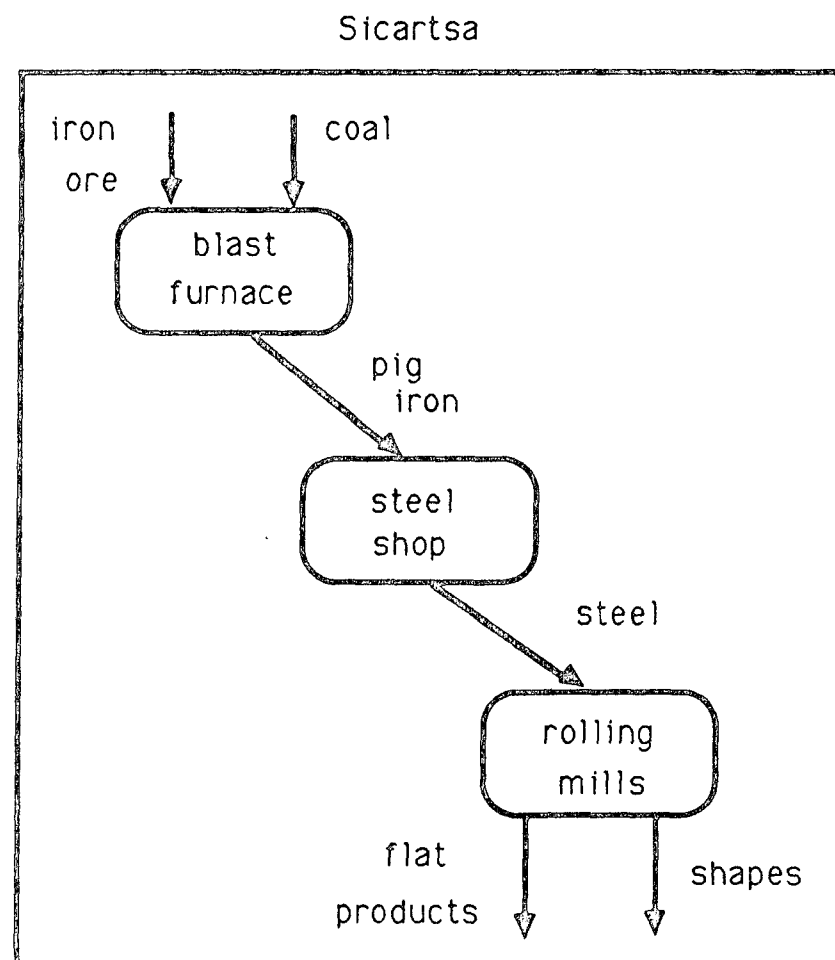 Sicartsa
iron
ore
coal
blast
furnace
pig
iron
steel
shop
steel
rolling
mills
flat
products
shapes